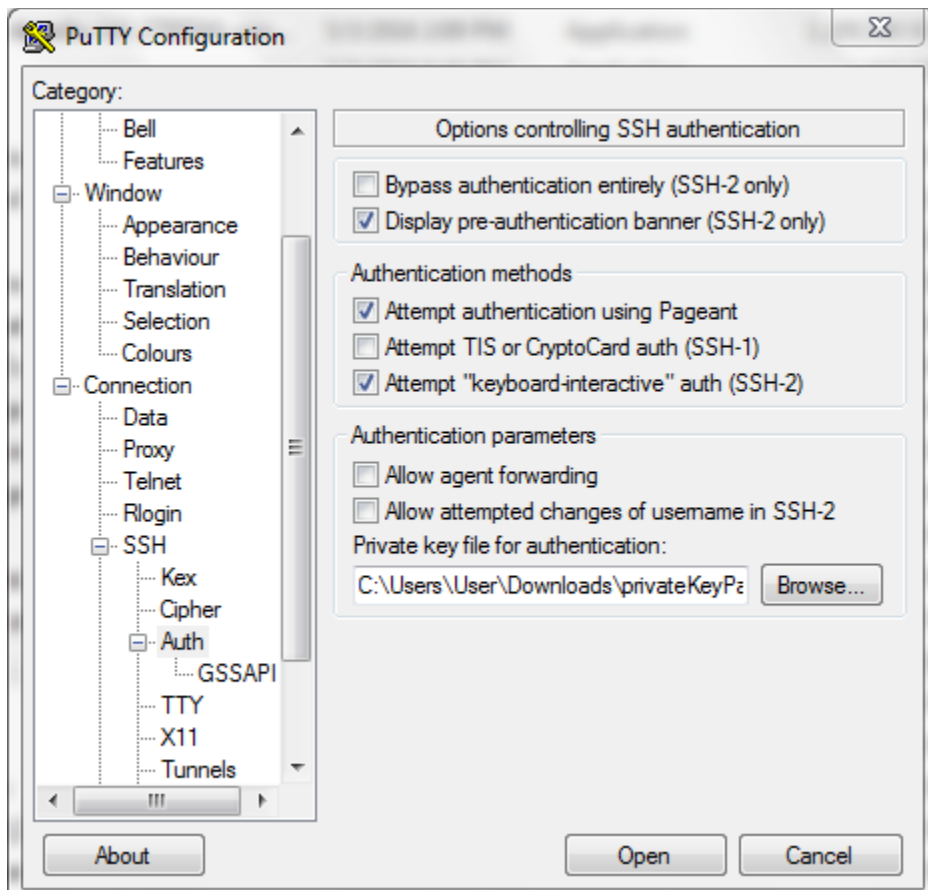 PuTTY Configuration
Category:
Bell
Features
Window
Appearance
Behaviour
Translation
Selection
Colours
Connection
Data
Proxy
Telnet
Rlogin
SSH
Kex
Cipher
Auth
GSSAPI
TTY
X11
Tunnels
Options controlling SSH authentication
Bypass authentication entirely (SSH-2 only)
Display pre-authentication banner (SSH-2 only)
Authentication methods
Attempt authentication using Pageant
Attempt TIS or CryptoCard auth (SSH-1)
Attempt "keyboard-interactive" auth (SSH-2)
Authentication parameters
Allow agent forwarding
Allow attempted changes of username in SSH-2
Private key file for authentication:
C:\Users\User\Downloads\privateKeyPa
Browse...
About
Open
Cancel